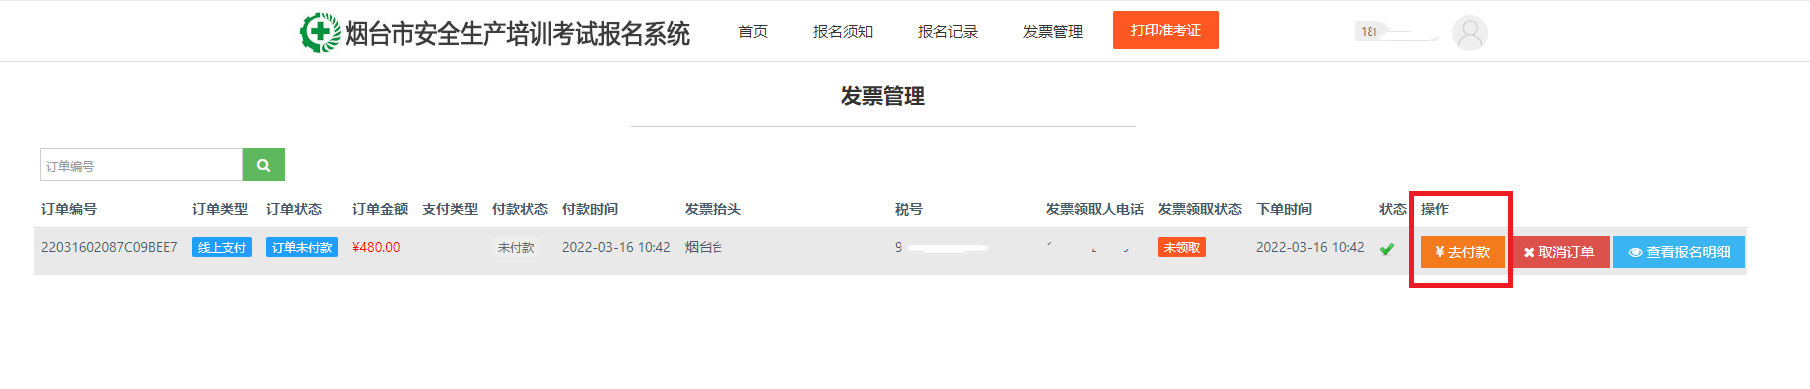 烟台市安全生产培训考试报名系统 首页 报名须知 报名记录 发票管理 打印准考证 18
发票管理
订单编号
订单编号 订单类型 订单状态 订单金额 支付类型 付款状态 付款时间 发票抬头 税号 发票领取人电话 发票领取状态 下单时间 状态 操作
22031602087C09BEE7 线上支付 订单未付款 ¥480.00 未付款 2022-03-16 10:42 烟台 9 未领取 2022-03-16 10:42 ¥ 去付款 取消订单 查看报名明细